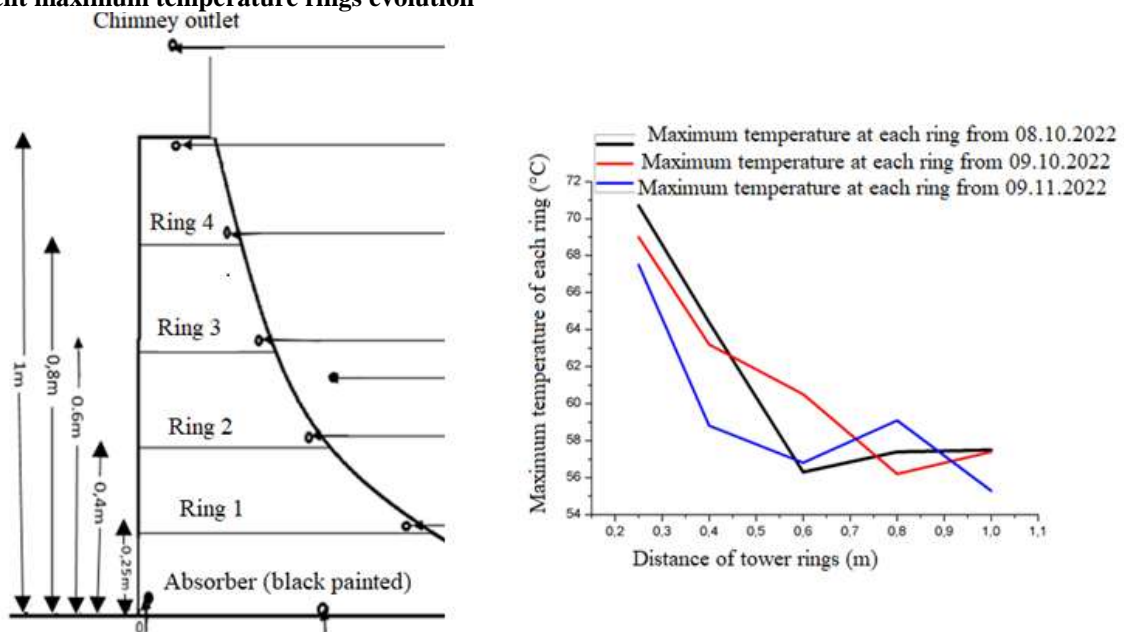 ent maximum temperature rings evolution
Chimney outlet
Ring 4
Ring 3
Ring 2
Ring 1
Absorber (black painted)
1m
0,8m
0.6m
0,4m
0,25m
0
Maximum temperature at each ring from 08.10.2022
Maximum temperature at each ring from 09.10.2022
Maximum temperature at each ring from 09.11.2022
Maximum temperature of each ring (°C)
72
70
68
66
64
62
60
58
56
54
0,2 0,3 0,4 0,5 0,6 0,7 0,8 0,9 1,0 1,1
Distance of tower rings (m)